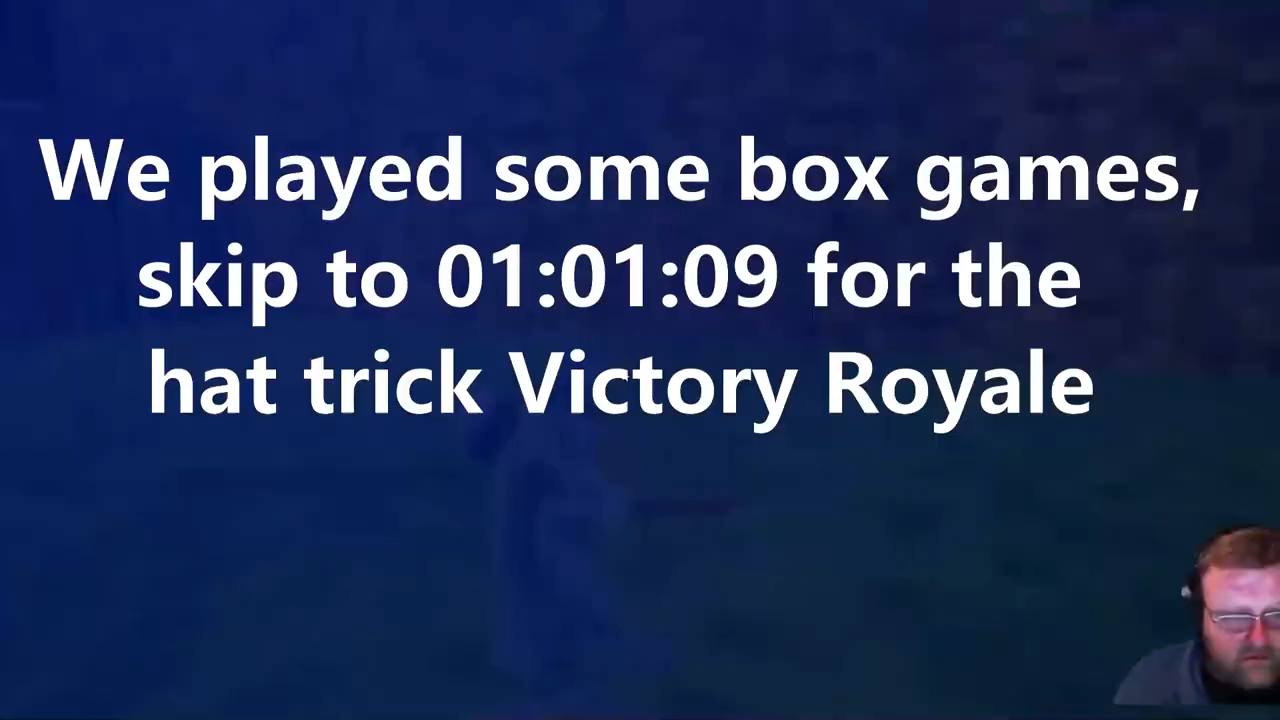 We played some box games,
skip to 01:01:09 for the
hat trick Victory Royale